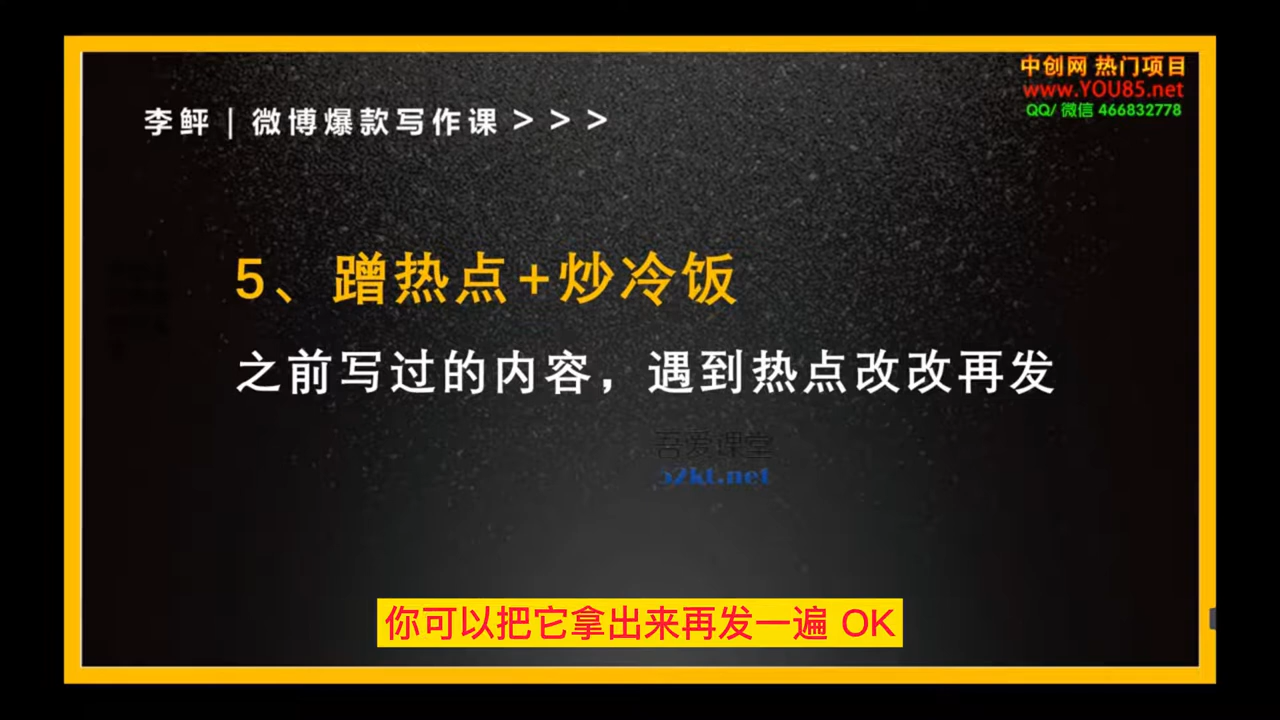 中创网 热门项目
www.YOU85.net
QQ/ 微信 466832778
李鲆 | 微博爆款写作课 > > >
5、蹭热点+炒冷饭
之前写过的内容，遇到热点改改再发
吾爱课堂
52kt.net
你可以把它拿出来再发一遍 OK